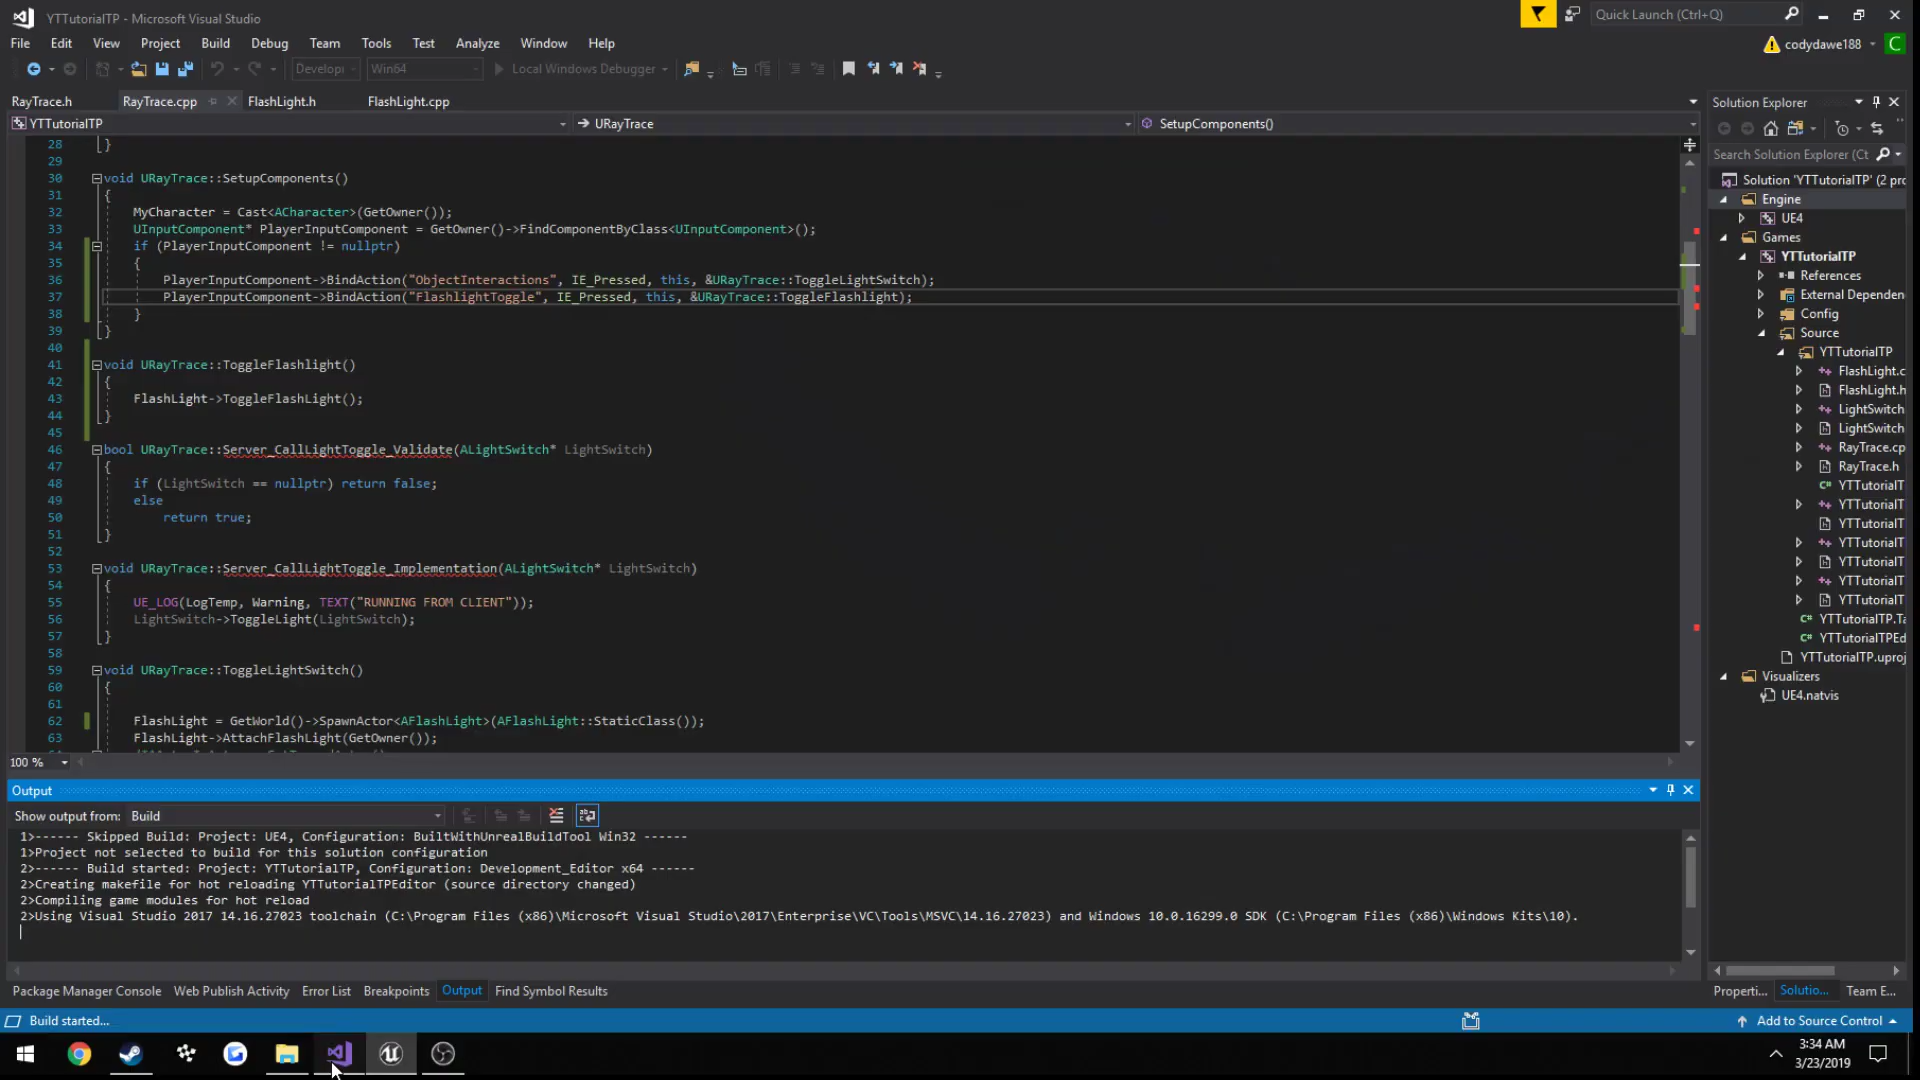 YTTutorialTP - Microsoft Visual Studio
Quick Launch (Ctrl+Q)
File Edit View Project Build Debug Team Tools Test Analyze Window Help
codydawe188 C
Developi Win64 Local Windows Debugger
RayTrace.h RayTrace.cpp FlashLight.h FlashLight.cpp
YTTutorialTP URayTrace SetupComponents()
28 }
29
30 void URayTrace::SetupComponents()
31 {
32 MyCharacter = Cast<ACharacter>(GetOwner());
33 UInputComponent* PlayerInputComponent = GetOwner()->FindComponentByClass<UInputComponent>();
34 if (PlayerInputComponent != nullptr)
35 {
36 PlayerInputComponent->BindAction("ObjectInteractions", IE_Pressed, this, &URayTrace::ToggleLightSwitch);
37 PlayerInputComponent->BindAction("FlashlightToggle", IE_Pressed, this, &URayTrace::ToggleFlashlight);
38 }
39 }
40
41 void URayTrace::ToggleFlashlight()
42 {
43 FlashLight->ToggleFlashLight();
44 }
45
46 bool URayTrace::Server_CallLightToggle_Validate(ALightSwitch* LightSwitch)
47 {
48 if (LightSwitch == nullptr) return false;
49 else
50 return true;
51 }
52
53 void URayTrace::Server_CallLightToggle_Implementation(ALightSwitch* LightSwitch)
54 {
55 UE_LOG(LogTemp, Warning, TEXT("RUNNING FROM CLIENT"));
56 LightSwitch->ToggleLight(LightSwitch);
57 }
58
59 void URayTrace::ToggleLightSwitch()
60 {
61
62 FlashLight = GetWorld()->SpawnActor<AFlashLight>(AFlashLight::StaticClass());
63 FlashLight->AttachFlashLight(GetOwner());
100 %
Solution Explorer
Search Solution Explorer (Ct
Solution 'YTTutorialTP' (2 pro
Engine
UE4
Games
YTTutorialTP
References
External Dependen
Config
Source
YTTutorialTP
FlashLight.c
FlashLight.h
LightSwitch
LightSwitch
RayTrace.cp
RayTrace.h
YTTutorialT
YTTutorialT
YTTutorialT
YTTutorialT
YTTutorialT
YTTutorialT
YTTutorialT
YTTutorialTP.Ta
YTTutorialTPEd
YTTutorialTP.uproj
Visualizers
UE4.natvis
Output
Show output from: Build
1>------ Skipped Build: Project: UE4, Configuration: BuiltWithUnrealBuildTool Win32 ------
1>Project not selected to build for this solution configuration
2>------ Build started: Project: YTTutorialTP, Configuration: Development_Editor x64 ------
2>Creating makefile for hot reloading YTTutorialTPEditor (source directory changed)
2>Compiling game modules for hot reload
2>Using Visual Studio 2017 14.16.27023 toolchain (C:\Program Files (x86)\Microsoft Visual Studio\2017\Enterprise\VC\Tools\MSVC\14.16.27023) and Windows 10.0.16299.0 SDK (C:\Program Files (x86)\Windows Kits\10).
Package Manager Console Web Publish Activity Error List Breakpoints Output Find Symbol Results
Properti... Solutio... Team E...
Build started... Add to Source Control
3:34 AM
3/23/2019